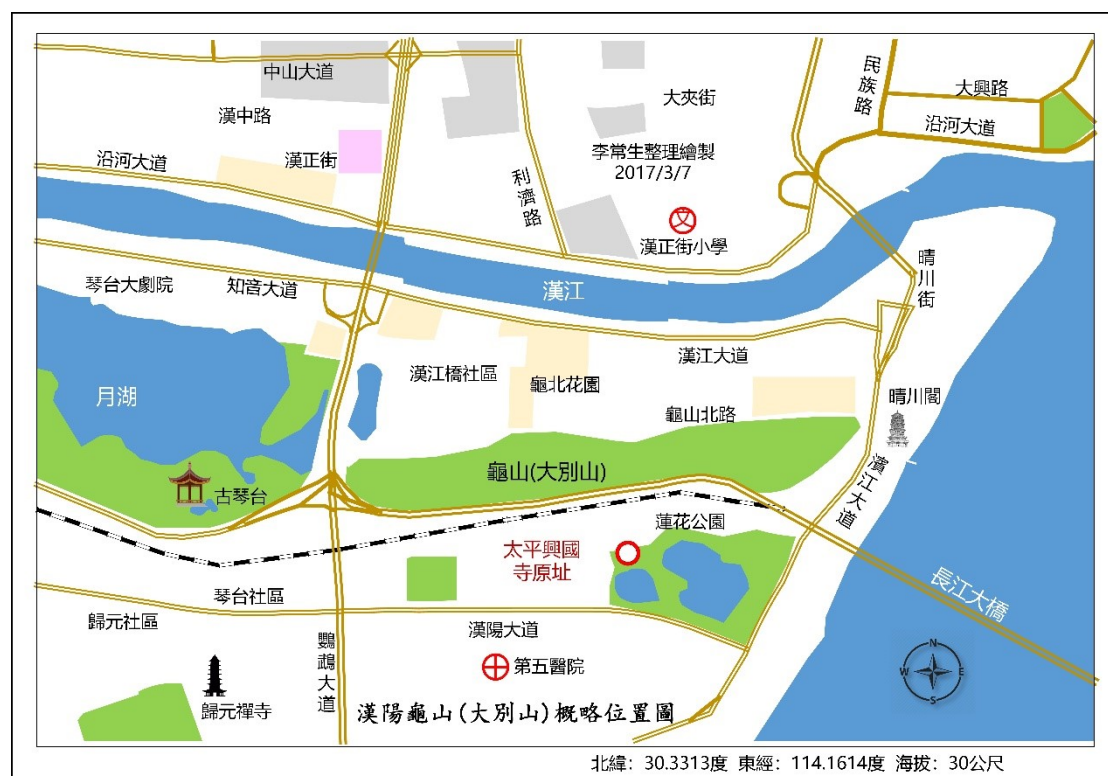 中山大道
漢中路
漢正街
沿河大道
利濟路
大夾街
李常生整理繪製
2017/3/7
漢正街小學
民族路
大興路
沿河大道
晴川街
漢江
琴台大劇院
知音大道
漢江大道
漢江橋社區
龜北花園
月湖
龜山北路
晴川閣
龜山(大別山)
古琴台
濱江大道
蓮花公園
太平興國
寺原址
長江大橋
琴台社區
歸元社區
漢陽大道
鸚鵡大道
第五醫院
歸元禪寺
N
W
E
S
漢陽龜山(大別山)概略位置圖
北緯：30.3313度 東經：114.1614度 海拔：30公尺